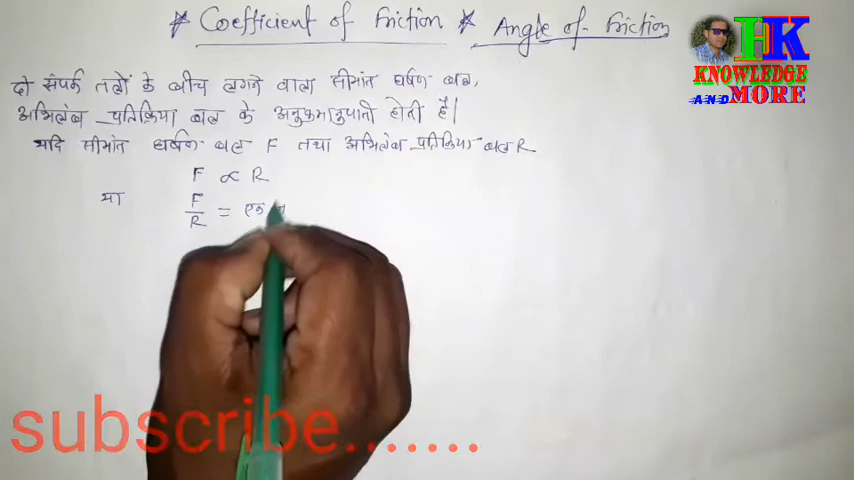 * Coefficient of Friction * Angle of Friction
HK
KNOWLEDGE
AND MORE
दो संपर्क तलों के बीच लगने वाला सीमांत घर्षण बल,
अभिलंब प्रतिक्रिया बल के अनुक्रमानुपाती होती है।
यदि सीमांत घर्षण बल F तथा अभिलंब प्रतिक्रिया बल R
F ∝ R
या F/R = एक
subscribe.......